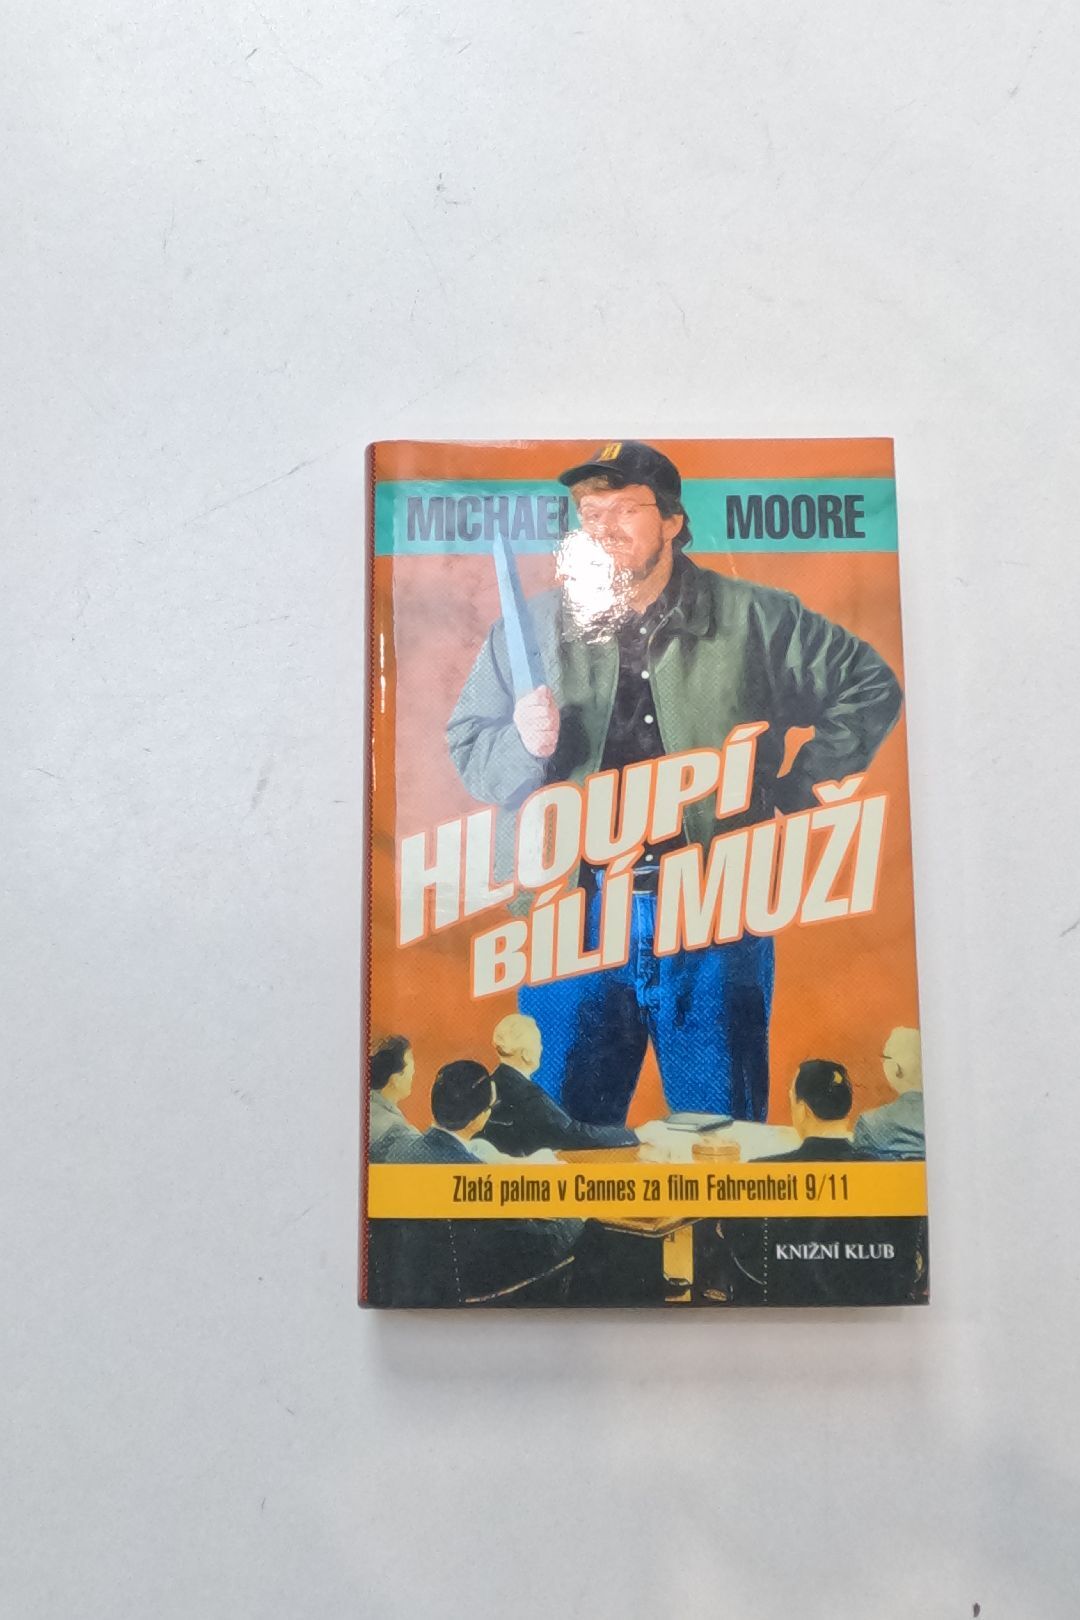 MICHAEL MOORE
HLOUPÍ
BÍLÍ MUŽI
Zlatá palma v Cannes za film Fahrenheit 9/11
KNIŽNÍ KLUB